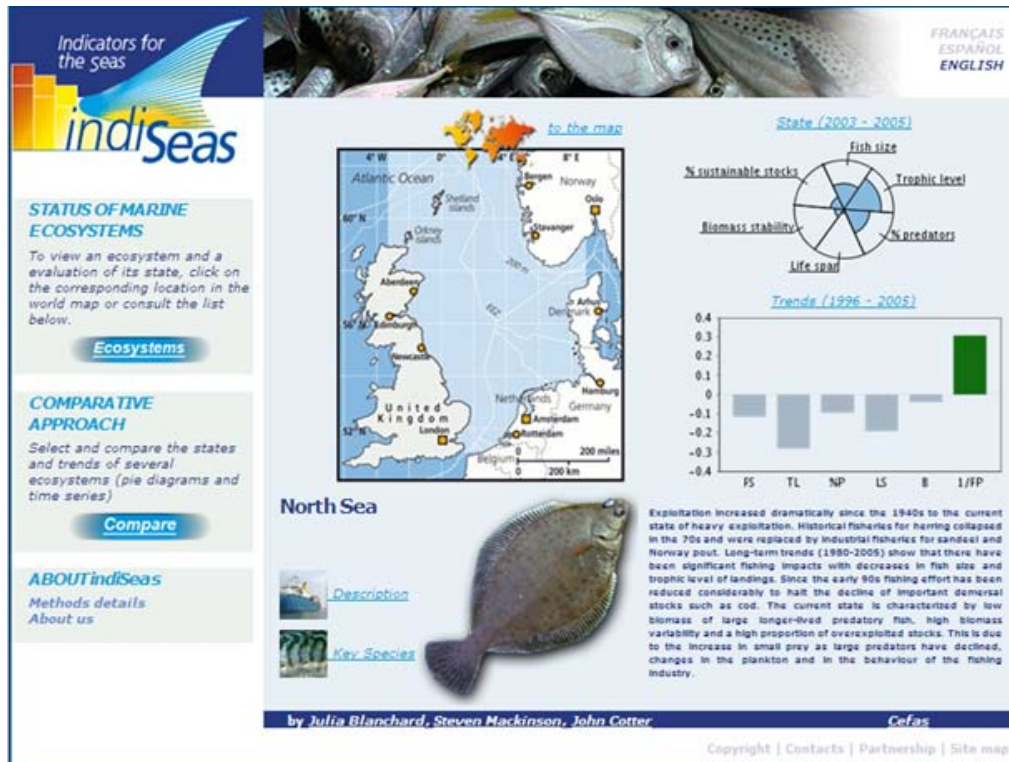 Indicators for
the seas
indiSeas
FRANÇAIS
ESPAÑOL
ENGLISH
STATUS OF MARINE
ECOSYSTEMS
To view an ecosystem and a
evaluation of its state, click on
the corresponding location in the
world map or consult the list
below.
Ecosystems
COMPARATIVE
APPROACH
Select and compare the states
and trends of several
ecosystems (pie diagrams and
time series)
Compare
ABOUT indiSeas
Methods details
About us
to the map
4° W 0° 4° E 8° E
Atlantic Ocean
Shetland
islands
Bergen
Norway
Oslo
60° N
Orkney
islands
Stavanger
200 m
Aberdeen
EEZ
Arhus
Denmark
56° N
Edinburgh
Newcastle
Hamburg
Netherlands
Germany
United
Kingdom
Amsterdam
52° N
London
Rotterdam
Belgium
0 200 miles
0 200 km
State (2003 - 2005)
Fish size
% sustainable stocks
Trophic level
Biomass stability
% predators
Life span
Trends (1996 - 2005)
0.4
0.3
0.2
0.1
0
-0.1
-0.2
-0.3
-0.4
FS TL %P LS B 1/FP
North Sea
Description
Key Species
Exploitation increased dramatically since the 1940s to the current
state of heavy exploitation. Historical fisheries for herring collapsed
in the 70s and were replaced by industrial fisheries for sandeel and
Norway pout. Long-term trends (1980-2005) show that there have
been significant fishing impacts with decreases in fish size and
trophic level of landings. Since the early 90s fishing effort has been
reduced considerably to halt the decline of important demersal
stocks such as cod. The current state is characterized by low
biomass of large longer-lived predatory fish, high biomass
variability and a high proportion of overexploited stocks. This is due
to the increase in small prey as large predators have declined,
changes in the plankton and in the behaviour of the fishing
industry.
by Julia Blanchard, Steven Mackinson, John Cotter
Cefas
Copyright | Contacts | Partnership | Site map